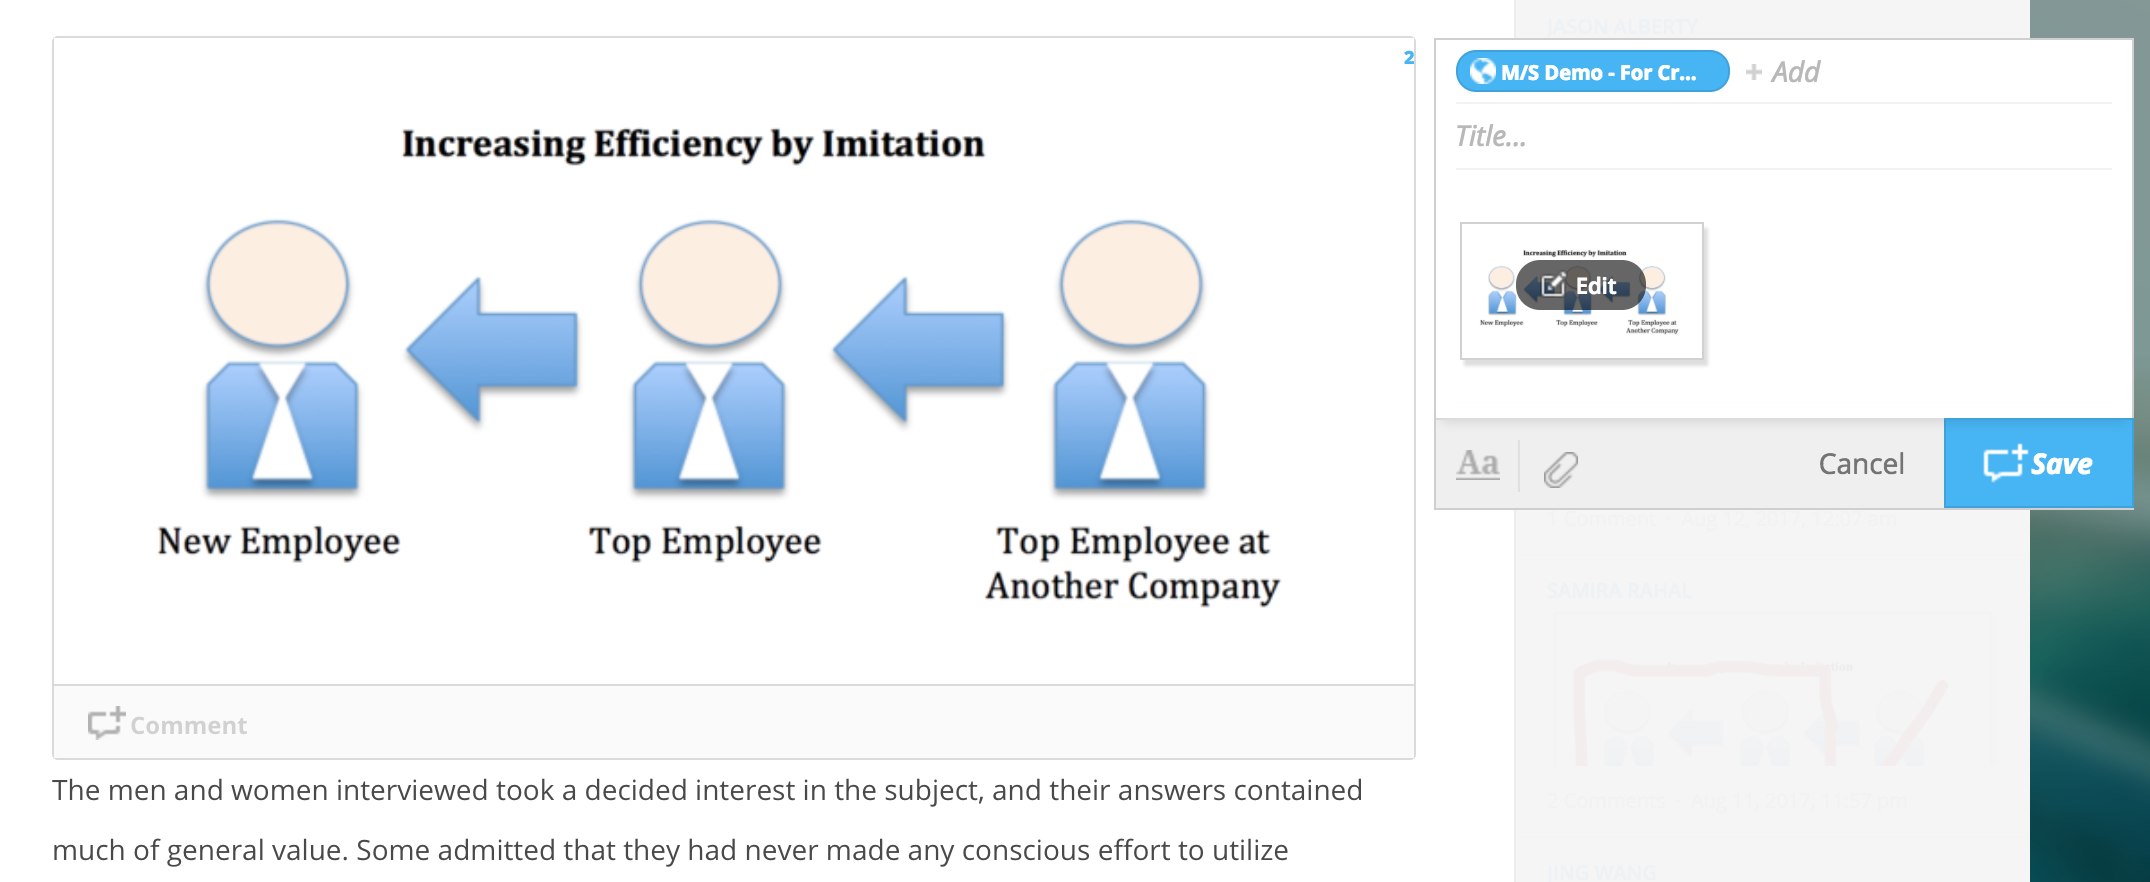 2
Increasing Efficiency by Imitation
New Employee
Top Employee
Top Employee at
Another Company
Comment
The men and women interviewed took a decided interest in the subject, and their answers contained
much of general value. Some admitted that they had never made any conscious effort to utilize
JASON ALBERTY
M/S Demo - For Cr...
+ Add
Title...
Increasing Efficiency by Imitation
Edit
New Employee
Top Employee
Top Employee at
Another Company
Aa
Cancel
Save
1 Comment · Aug 12, 2017, 12:07 am
SAMIRA RAHAL
2 Comments · Aug 11, 2017, 11:57 pm
JING WANG